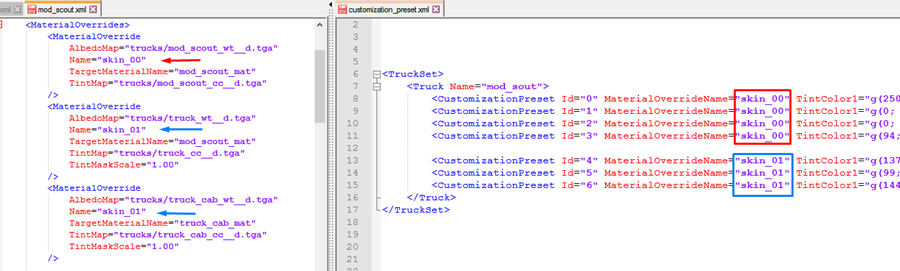 .xml
mod_scout.xml
<MaterialOverrides>
<MaterialOverride
AlbedoMap="trucks/mod_scout_wt__d.tga"
Name="skin_00"
TargetMaterialName="mod_scout_mat"
TintMap="trucks/mod_scout_cc__d.tga"
/>
<MaterialOverride
AlbedoMap="trucks/truck_wt__d.tga"
Name="skin_01"
TargetMaterialName="mod_scout_mat"
TintMap="trucks/truck_cc__d.tga"
TintMaskScale="1.00"
/>
<MaterialOverride
AlbedoMap="trucks/truck_cab_wt__d.tga"
Name="skin_01"
TargetMaterialName="truck_cab_mat"
TintMap="trucks/truck_cab_cc__d.tga"
TintMaskScale="1.00"
/>
customization_preset.xml
2
3
4
5
6 <TruckSet>
7 <Truck Name="mod_sout">
8 <CustomizationPreset Id="0" MaterialOverrideName="skin_00" TintColor1="g(250
9 <CustomizationPreset Id="1" MaterialOverrideName="skin_00" TintColor1="g(0;
10 <CustomizationPreset Id="2" MaterialOverrideName="skin_00" TintColor1="g(0;
11 <CustomizationPreset Id="3" MaterialOverrideName="skin_00" TintColor1="g(94;
12
13 <CustomizationPreset Id="4" MaterialOverrideName="skin_01" TintColor1="g(137
14 <CustomizationPreset Id="5" MaterialOverrideName="skin_01" TintColor1="g(99;
15 <CustomizationPreset Id="6" MaterialOverrideName="skin_01" TintColor1="g(144
16 </Truck>
17 </TruckSet>
18
19
20
21